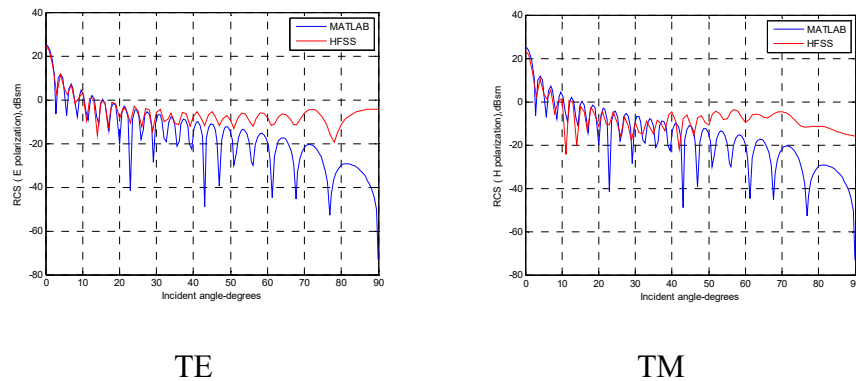 40
20
0
-20
-40
-60
-80
RCS ( E polarization),dBsm
0 10 20 30 40 50 60 70 80 90
Incident angle-degrees
MATLAB
HFSS
TE
40
20
0
-20
-40
-60
-80
RCS ( H polarization),dBsm
0 10 20 30 40 50 60 70 80 90
Incident angle-degrees
MATLAB
HFSS
TM